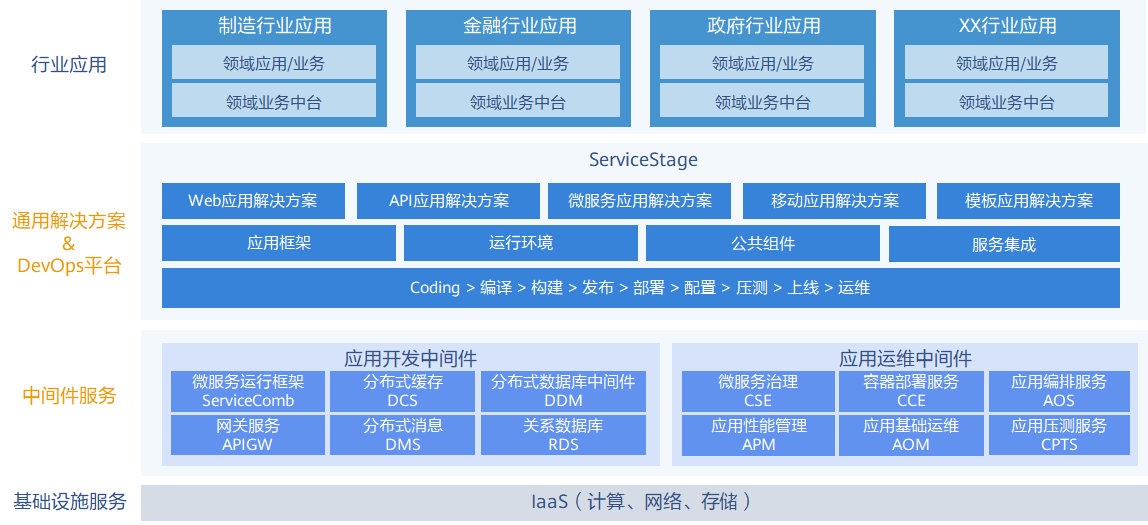 行业应用
制造行业应用
领域应用/业务
领域业务中台
金融行业应用
领域应用/业务
领域业务中台
政府行业应用
领域应用/业务
领域业务中台
XX行业应用
领域应用/业务
领域业务中台
通用解决方案
&
DevOps平台
ServiceStage
Web应用解决方案
API应用解决方案
微服务应用解决方案
移动应用解决方案
模板应用解决方案
应用框架
运行环境
公共组件
服务集成
Coding > 编译 > 构建 > 发布 > 部署 > 配置 > 压测 > 上线 > 运维
中间件服务
应用开发中间件
微服务运行框架
ServiceComb
分布式缓存
DCS
分布式数据库中间件
DDM
网关服务
APIGW
分布式消息
DMS
关系数据库
RDS
应用运维中间件
微服务治理
CSE
容器部署服务
CCE
应用编排服务
AOS
应用性能管理
APM
应用基础运维
AOM
应用压测服务
CPTS
基础设施服务
IaaS（计算、网络、存储）